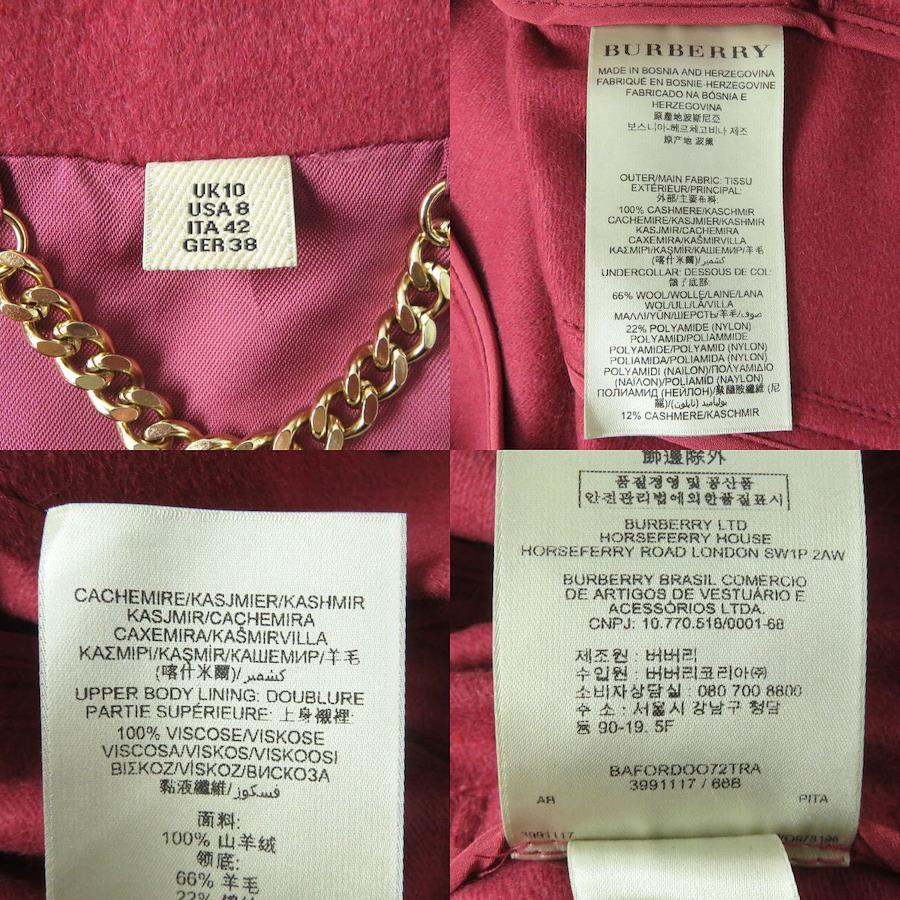 UK 10
USA 8
ITA 42
GER 38
BURBERRY
MADE IN BOSNIA AND HERZEGOVINA
FABRIQUÉ EN BOSNIE-HERZEGOVINE
FABRICADO NA BÓSNIA E
HERZEGOVINA
原產地波斯尼亞
보스니아-헤르체고비나 제조
原产地 波黑
OUTER/MAIN FABRIC: TISSU
EXTÉRIEUR/PRINCIPAL:
外部/主要布料:
100% CASHMERE/KASCHMIR
CACHEMIRE/KASJMIER/KASHMIR
KASJMIR/CACHEMIRA
CAXEMIRA/KAŠMIRVILLA
ΚΑΣΜΙΡΙ/KAŞMİR/КАШЕМИР/羊毛
(喀什米爾)/كشمير
UNDERCOLLAR: DESSOUS DE COL:
領子底部:
66% WOOL/WOLLE/LAINE/LANA
WOL/ULL/LÃ/VILLA
ΜΑΛΛΙ/YÜN/ШЕРСТЬ/羊毛/صوف
22% POLYAMIDE (NYLON)
POLYAMID/POLIAMMIDE
POLYAMIDE/POLYAMID (NYLON)
POLIAMIDA/POLIAMIDA (NYLON)
POLYAMIDI (NAILON)/ΠΟΛΥΑΜΙΔΙΟ
(ΝΑΪΛΟΝ)/POLİAMİD (NAYLON)
ПОЛИАМИД (НЕЙЛОН)/聚醯胺纖維 (尼
龍)/بولياميد (نايلون)
12% CASHMERE/KASCHMIR
CACHEMIRE/KASJMIER/KASHMIR
KASJMIR/CACHEMIRA
CAXEMIRA/KAŠMIRVILLA
ΚΑΣΜΙΡΙ/KAŞMİR/КАШЕМИР/羊毛
(喀什米爾)/كشمير
UPPER BODY LINING: DOUBLURE
PARTIE SUPÉRIEURE: 上身襯裡:
100% VISCOSE/VISKOSE
VISCOSA/VISKOS/VISKOOSI
ΒΙΣΚΟΖ/VİSKOZ/ВИСКОЗА
黏液纖維/فسكوز
面料:
100% 山羊绒
领底:
66% 羊毛
22%
飾邊除外
품질경영 및 공산품
안전관리법에의한품질표시
BURBERRY LTD
HORSEFERRY HOUSE
HORSEFERRY ROAD LONDON SW1P 2AW
BURBERRY BRASIL COMERCIO
DE ARTIGOS DE VESTUÁRIO E
ACESSÓRIOS LTDA.
CNPJ: 10.770.518/0001-68
제조원 : 버버리
수입원 : 버버리코리아㈜
소비자상담실 : 080 700 8800
주 소 : 서울시 강남구 청담
동 90-19. 5F
BAFORDOO72TRA
3991117 / 66B
AR PITA
3991117